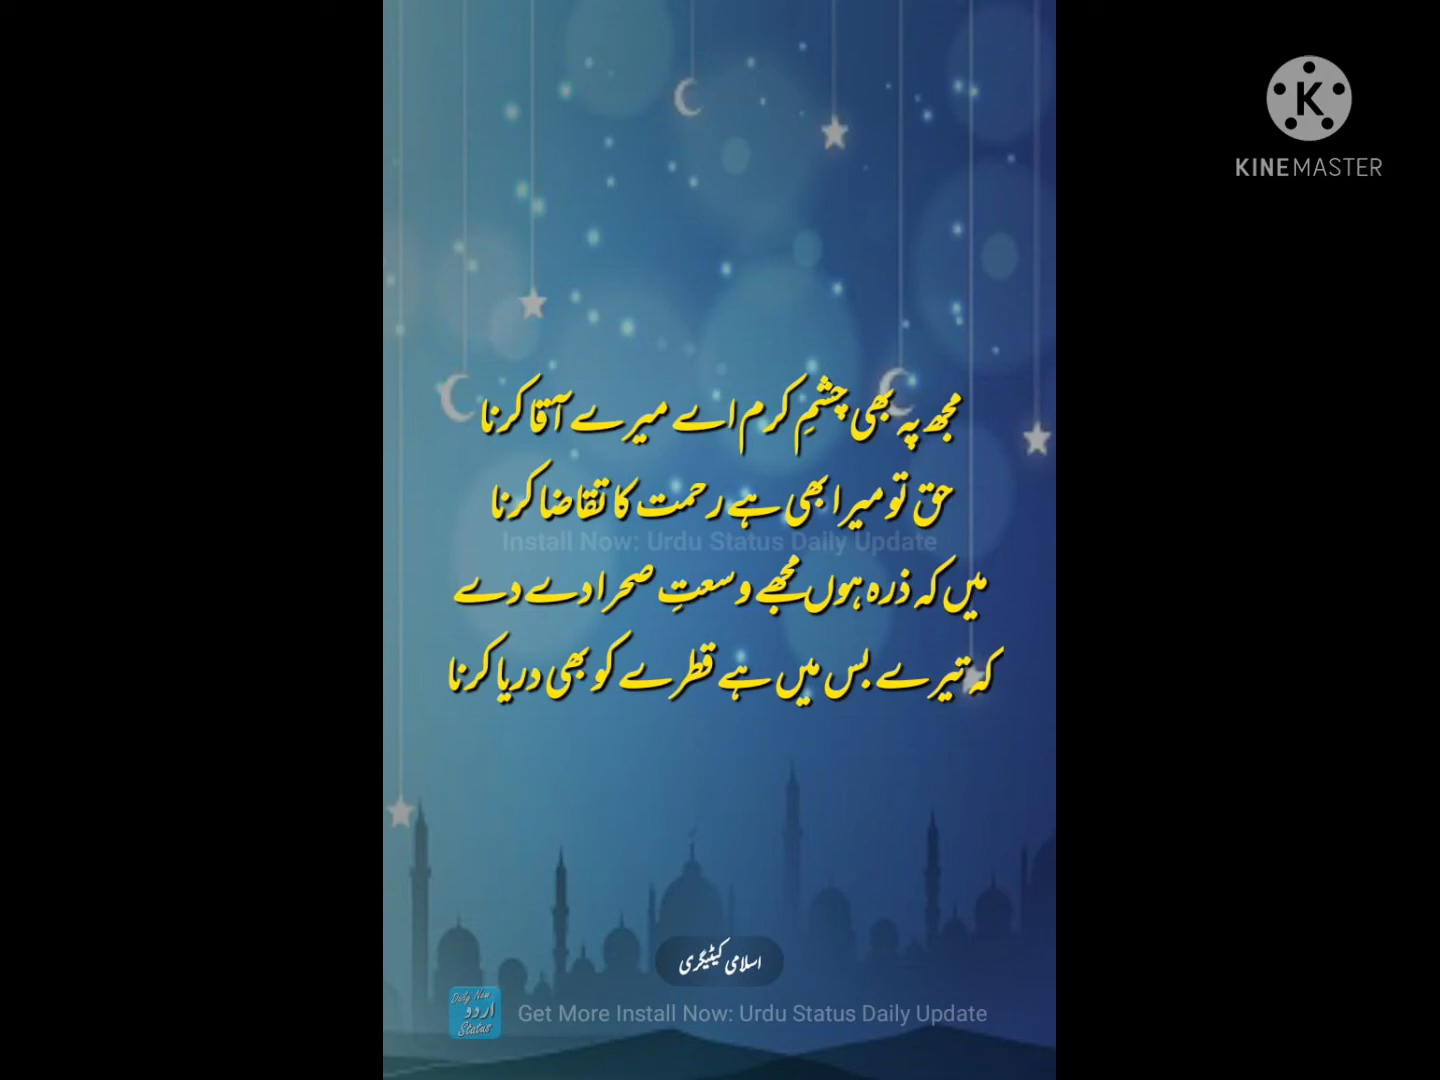 KINEMASTER
مجھ پہ بھی چشمِ کرم اے میرے آقا کرنا
حق تو میرا بھی ہے رحمت کا تقاضا کرنا
Install Now: Urdu Status Daily Update
میں کہ ذرہ ہوں مجھے وسعتِ صحرا دے دے
کہ تیرے بس میں ہے قطرے کو بھی دریا کرنا
اسلامی کیٹیگری
Daily New
اردو
Status
Get More Install Now: Urdu Status Daily Update